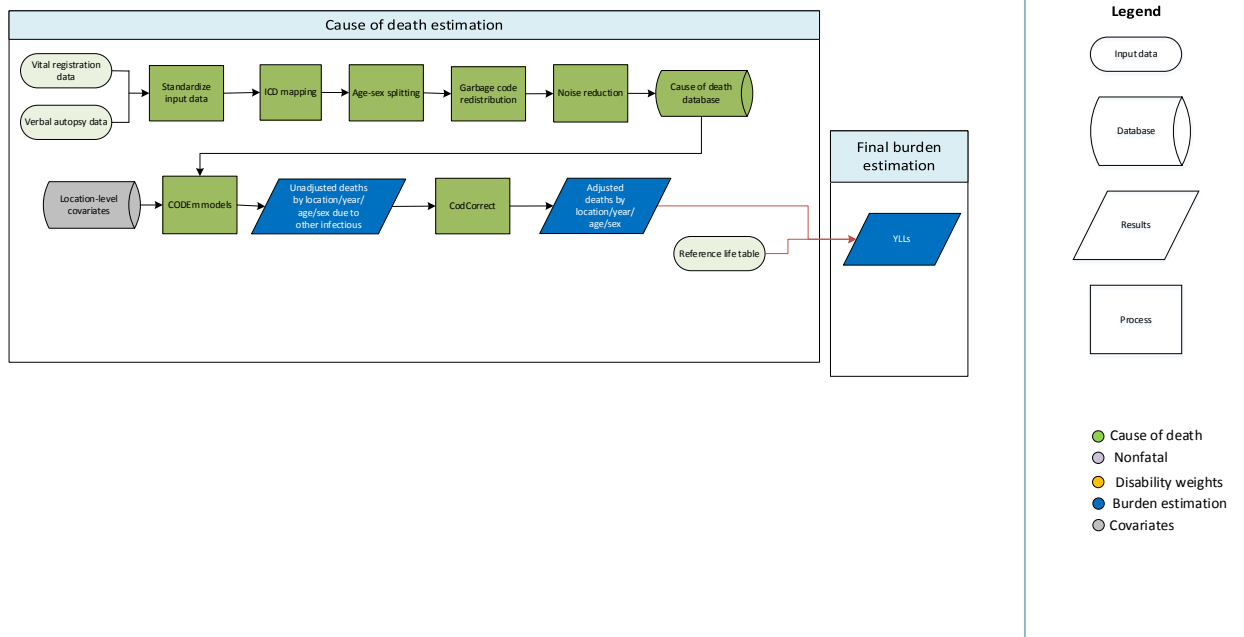 Cause of death estimation
Vital registration
data
Verbal autopsy data
Standardize
input data
ICD mapping
Age-sex splitting
Garbage code
redistribution
Noise reduction
Cause of death
database
Location-level
covariates
CODEm models
Unadjusted deaths
by location/year/
age/sex due to
other infectious
CodCorrect
Adjusted
deaths by
location/year/
age/sex
Reference life table
Final burden
estimation
YLLs
Legend
Input data
Database
Results
Process
Cause of death
Nonfatal
Disability weights
Burden estimation
Covariates